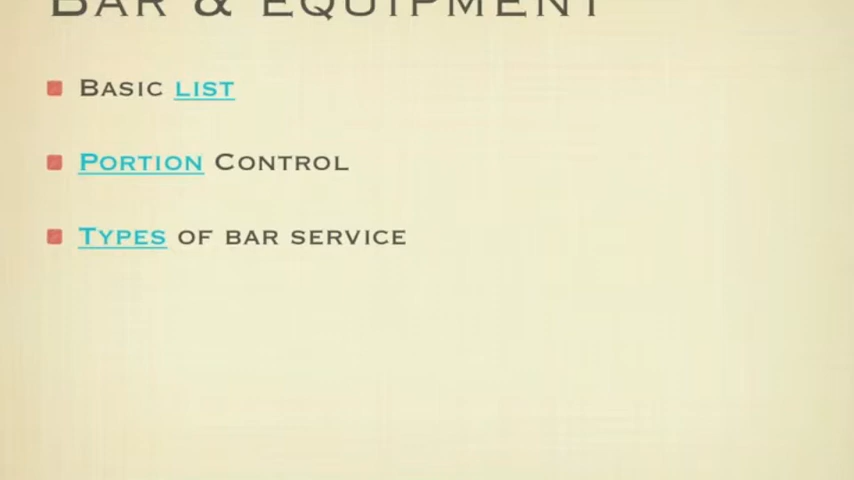 Bar & equipment
Basic list
Portion Control
Types of bar service